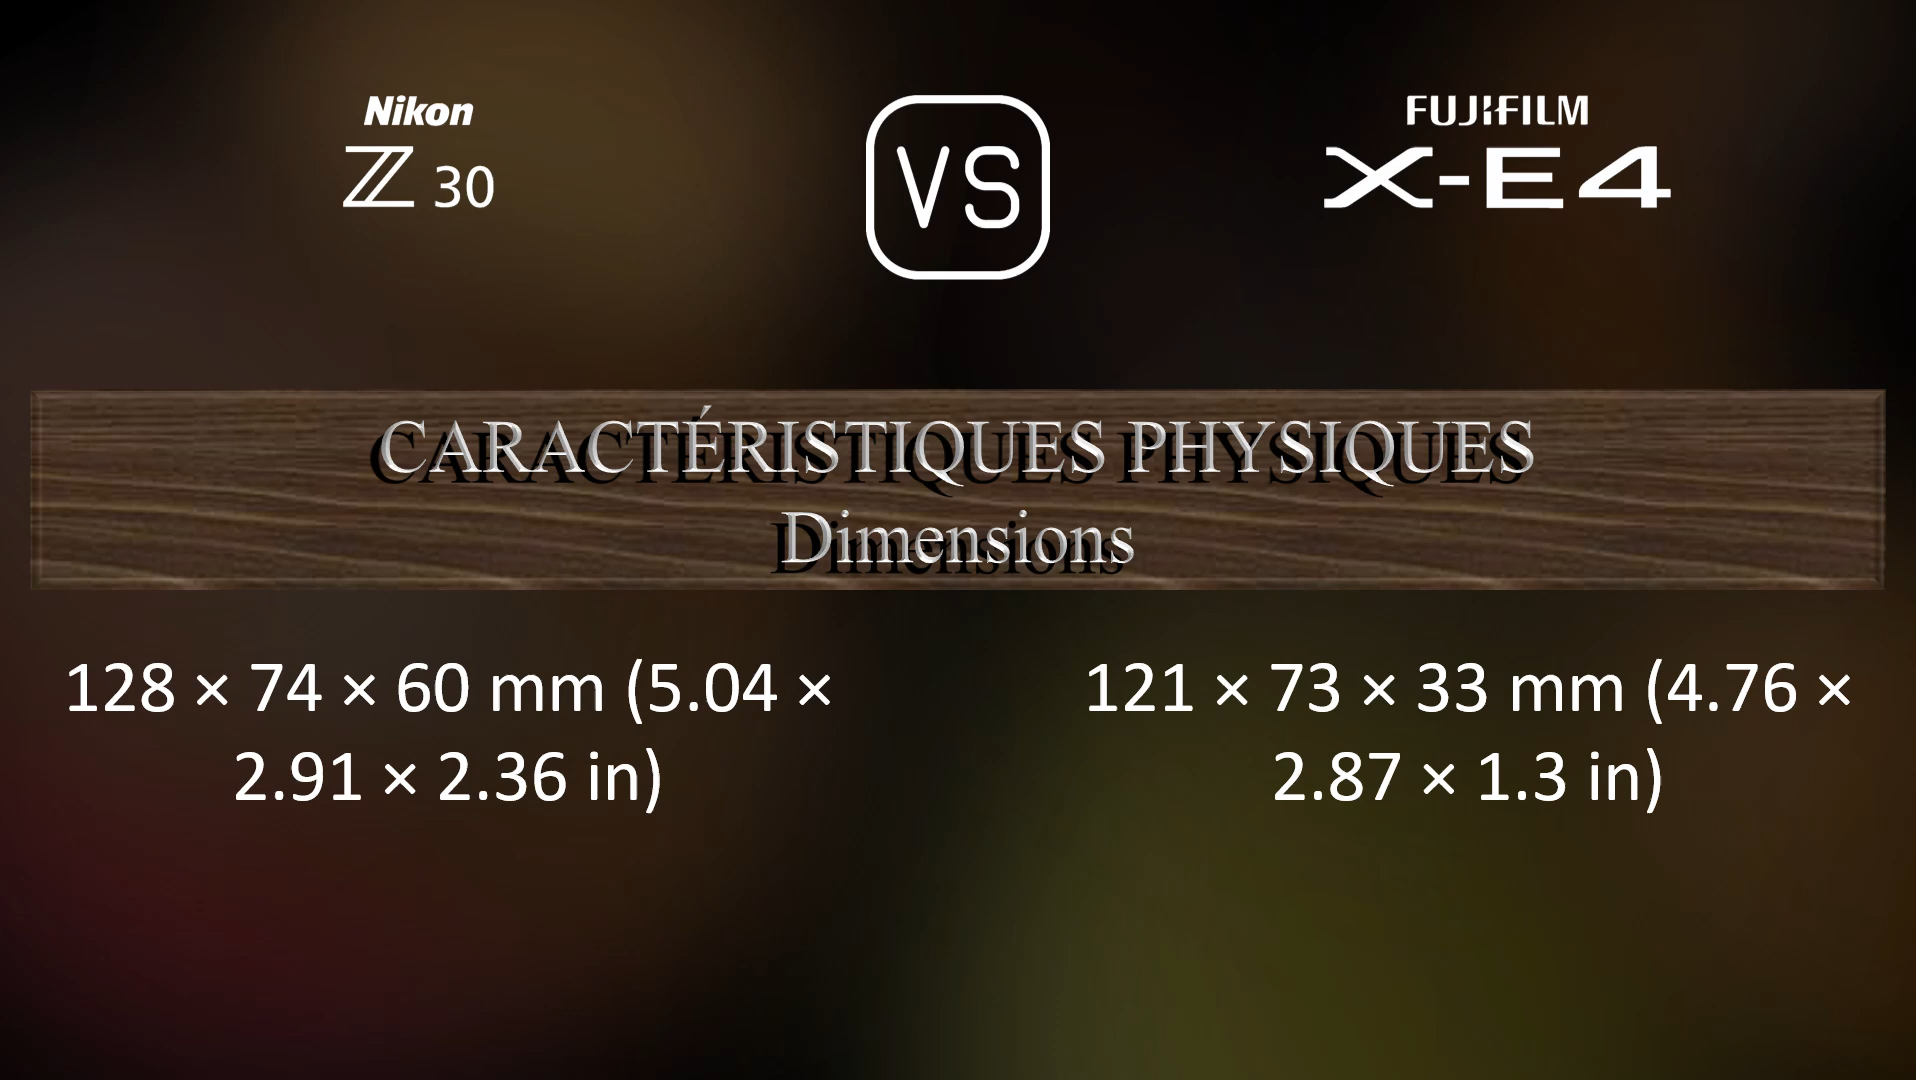 Nikon
Z 30
VS
FUJIFILM
X-E4
CARACTÉRISTIQUES PHYSIQUES
Dimensions
128 × 74 × 60 mm (5.04 ×
2.91 × 2.36 in)
121 × 73 × 33 mm (4.76 ×
2.87 × 1.3 in)